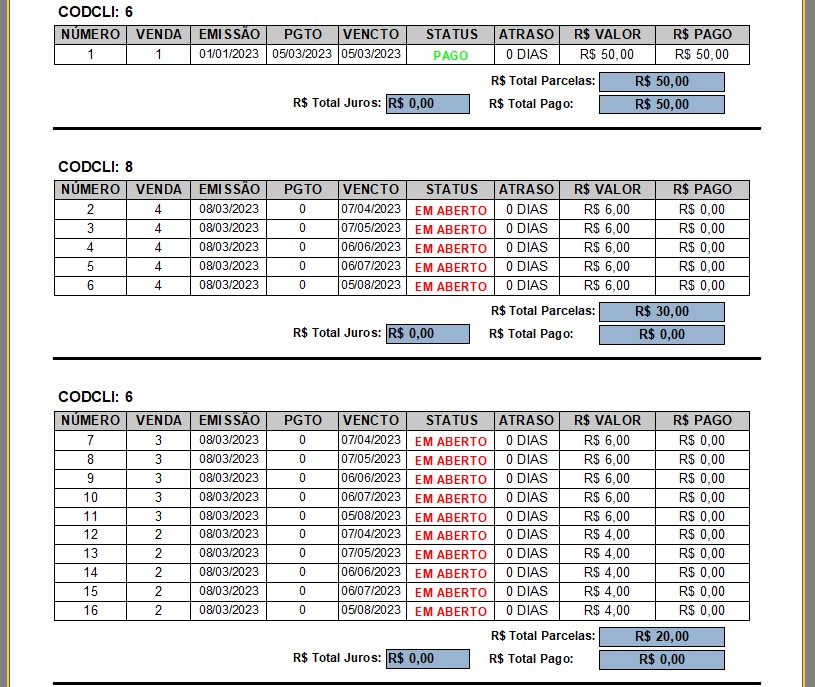 CODCLI: 6
NÚMERO VENDA EMISSÃO PGTO VENCTO STATUS ATRASO R$ VALOR R$ PAGO
1 1 01/01/2023 05/03/2023 05/03/2023 PAGO 0 DIAS R$ 50,00 R$ 50,00
R$ Total Parcelas: R$ 50,00
R$ Total Juros: R$ 0,00 R$ Total Pago: R$ 50,00
CODCLI: 8
NÚMERO VENDA EMISSÃO PGTO VENCTO STATUS ATRASO R$ VALOR R$ PAGO
2 4 08/03/2023 0 07/04/2023 EM ABERTO 0 DIAS R$ 6,00 R$ 0,00
3 4 08/03/2023 0 07/05/2023 EM ABERTO 0 DIAS R$ 6,00 R$ 0,00
4 4 08/03/2023 0 06/06/2023 EM ABERTO 0 DIAS R$ 6,00 R$ 0,00
5 4 08/03/2023 0 06/07/2023 EM ABERTO 0 DIAS R$ 6,00 R$ 0,00
6 4 08/03/2023 0 05/08/2023 EM ABERTO 0 DIAS R$ 6,00 R$ 0,00
R$ Total Parcelas: R$ 30,00
R$ Total Juros: R$ 0,00 R$ Total Pago: R$ 0,00
CODCLI: 6
NÚMERO VENDA EMISSÃO PGTO VENCTO STATUS ATRASO R$ VALOR R$ PAGO
7 3 08/03/2023 0 07/04/2023 EM ABERTO 0 DIAS R$ 6,00 R$ 0,00
8 3 08/03/2023 0 07/05/2023 EM ABERTO 0 DIAS R$ 6,00 R$ 0,00
9 3 08/03/2023 0 06/06/2023 EM ABERTO 0 DIAS R$ 6,00 R$ 0,00
10 3 08/03/2023 0 06/07/2023 EM ABERTO 0 DIAS R$ 6,00 R$ 0,00
11 3 08/03/2023 0 05/08/2023 EM ABERTO 0 DIAS R$ 6,00 R$ 0,00
12 2 08/03/2023 0 07/04/2023 EM ABERTO 0 DIAS R$ 4,00 R$ 0,00
13 2 08/03/2023 0 07/05/2023 EM ABERTO 0 DIAS R$ 4,00 R$ 0,00
14 2 08/03/2023 0 06/06/2023 EM ABERTO 0 DIAS R$ 4,00 R$ 0,00
15 2 08/03/2023 0 06/07/2023 EM ABERTO 0 DIAS R$ 4,00 R$ 0,00
16 2 08/03/2023 0 05/08/2023 EM ABERTO 0 DIAS R$ 4,00 R$ 0,00
R$ Total Parcelas: R$ 20,00
R$ Total Juros: R$ 0,00 R$ Total Pago: R$ 0,00